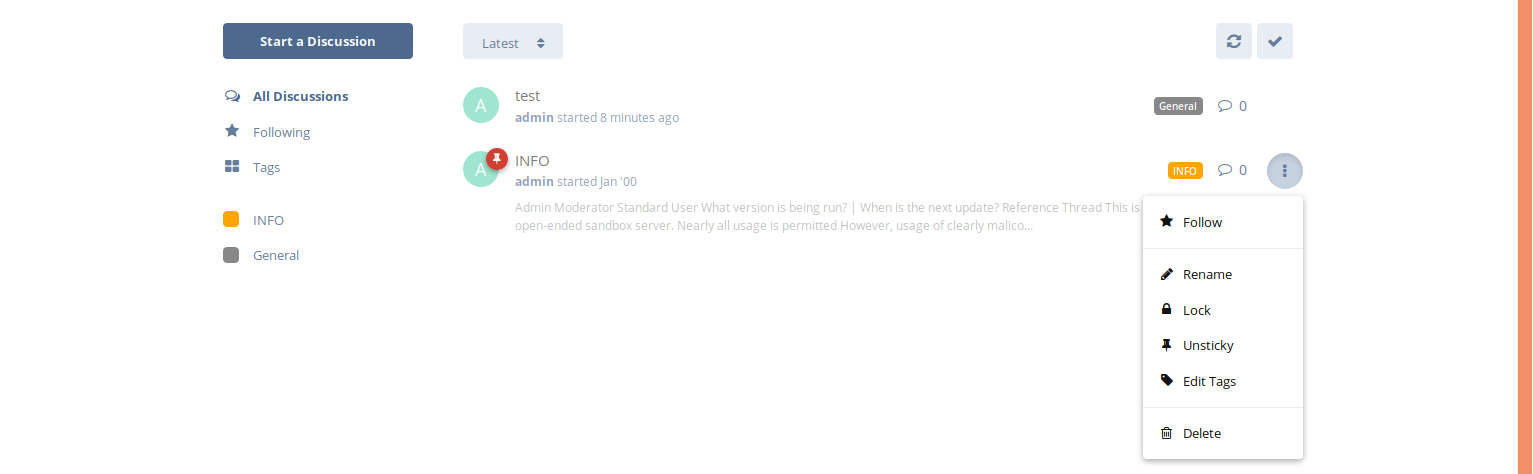 Start a Discussion
Latest
All Discussions
Following
Tags
INFO
General
A
test
admin started 8 minutes ago
General
0
A
INFO
admin started Jan '00
INFO
0
Admin Moderator Standard User What version is being run? | When is the next update? Reference Thread This is
open-ended sandbox server. Nearly all usage is permitted However, usage of clearly malico...
Follow
Rename
Lock
Unsticky
Edit Tags
Delete